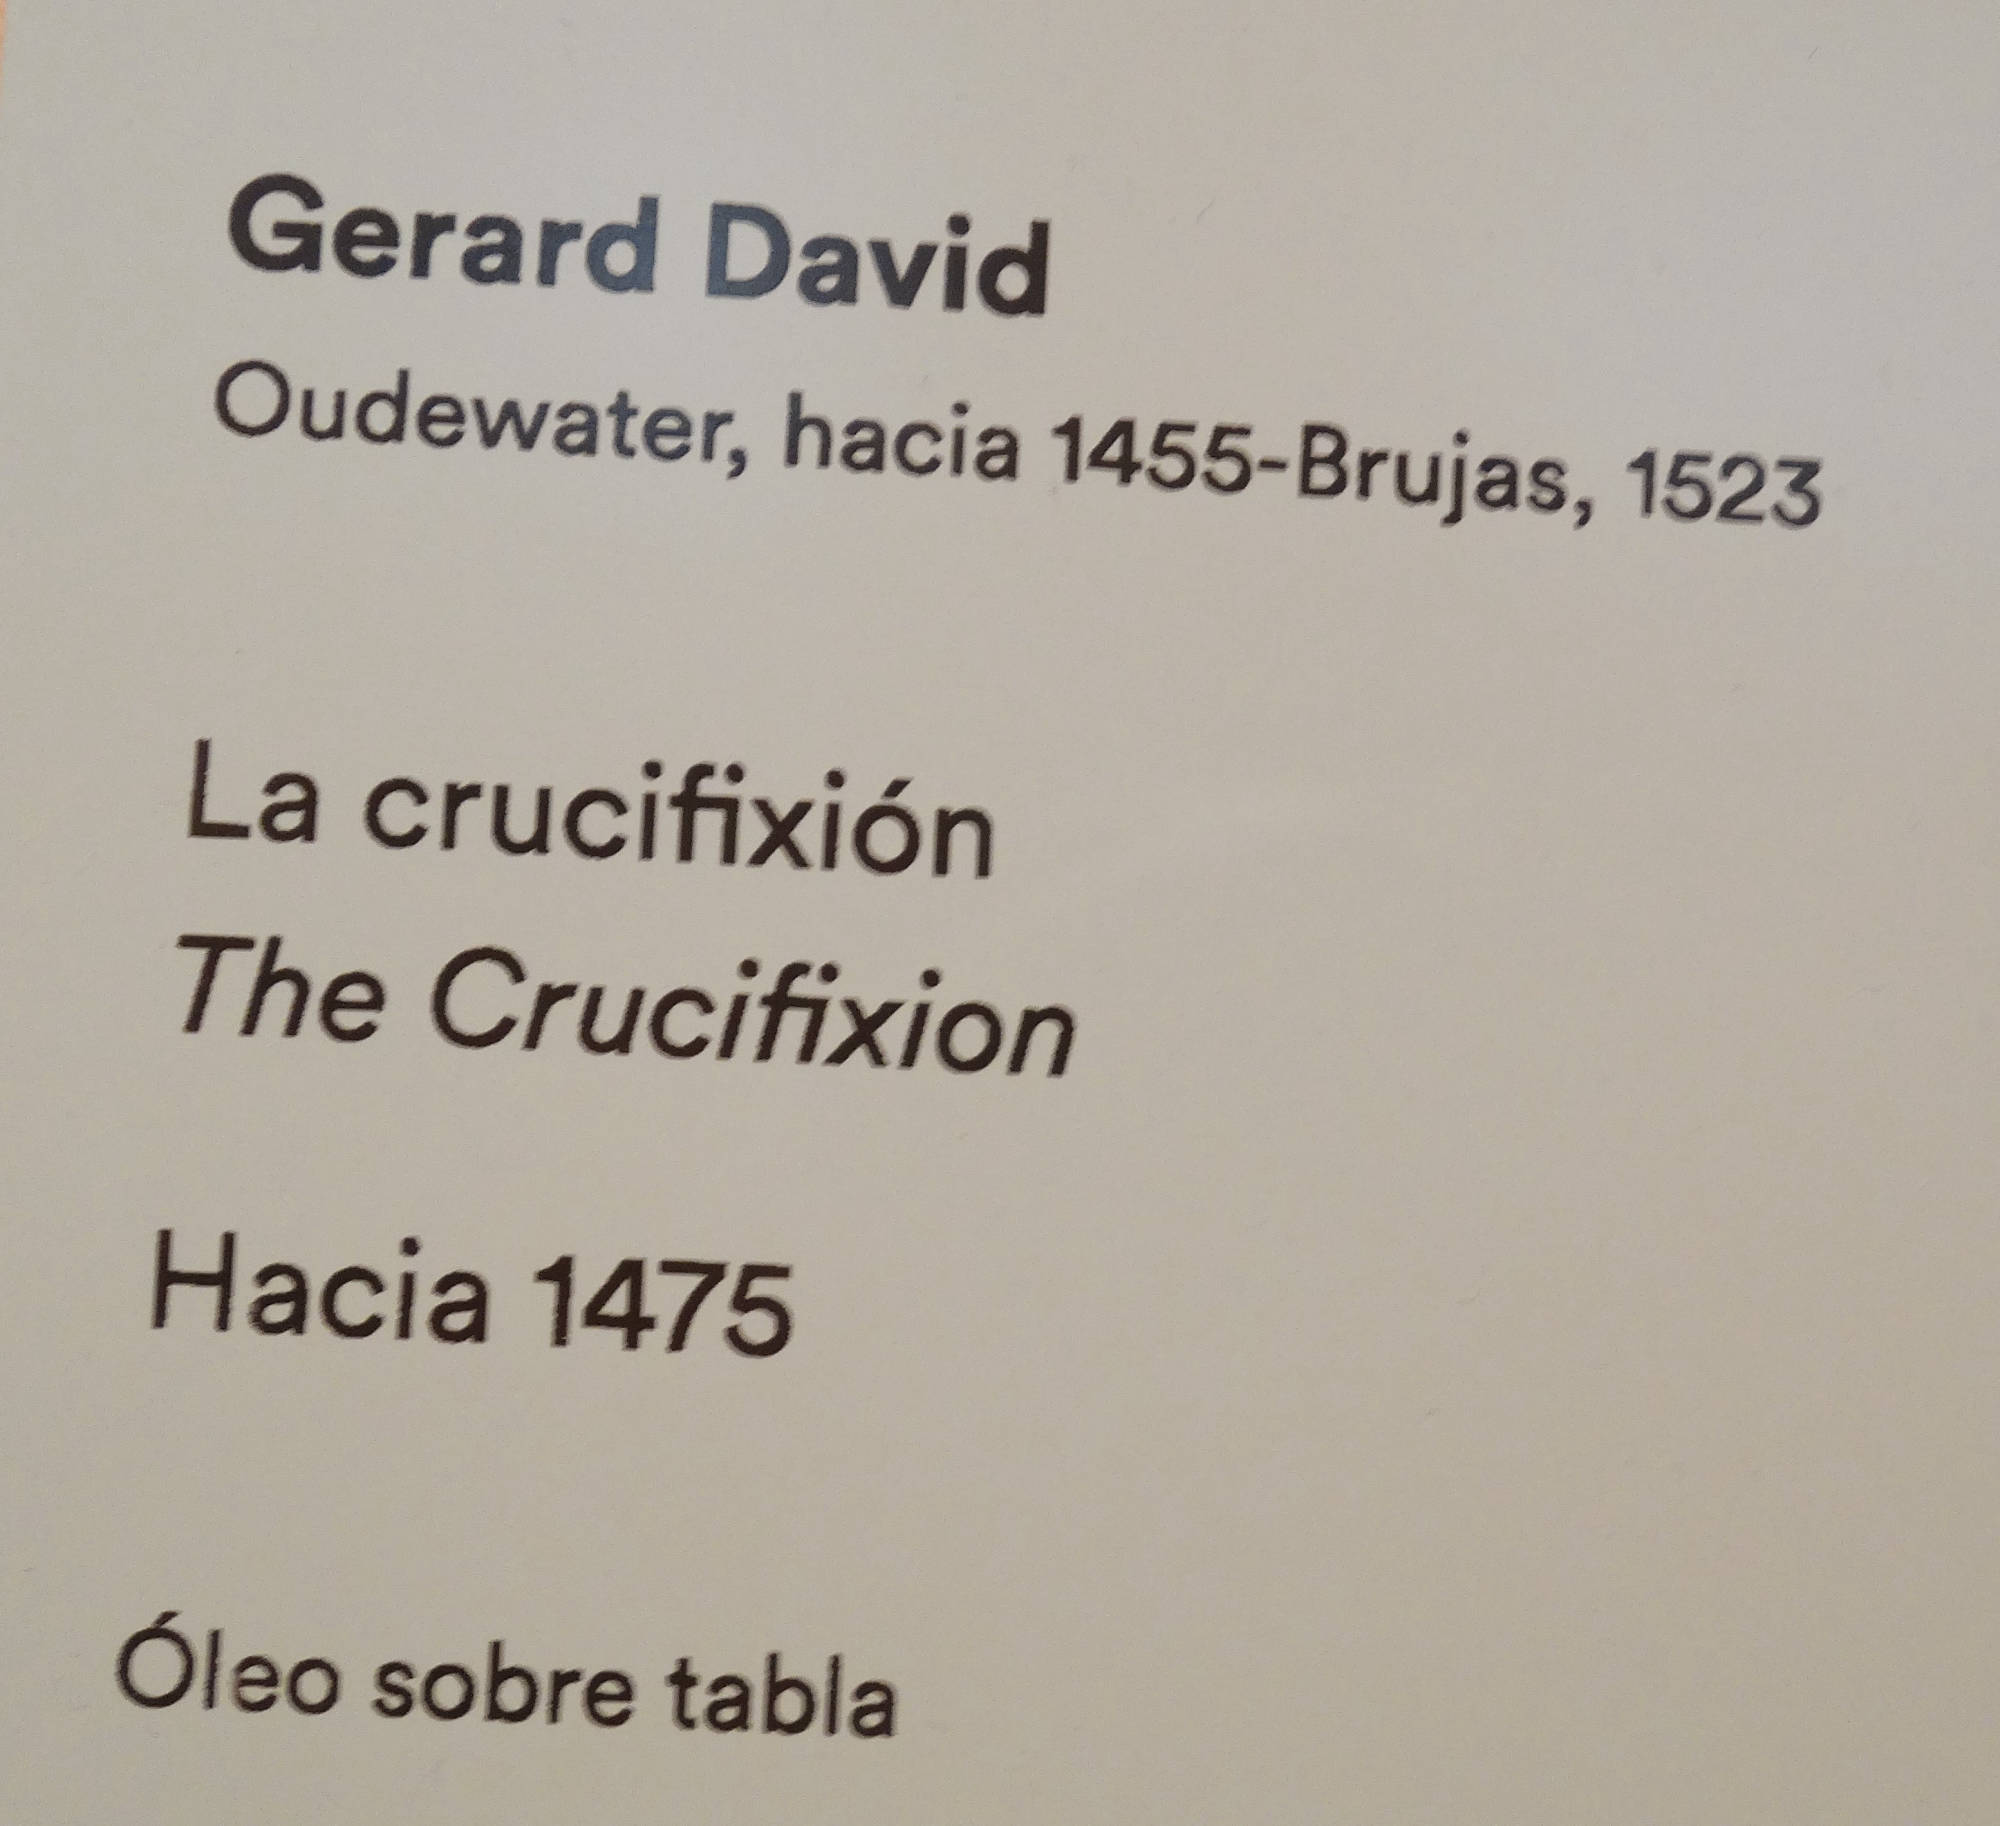 Gerard David
Oudewater, hacia 1455-Brujas, 1523
La crucifixión
The Crucifixion
Hacia 1475
Óleo sobre tabla